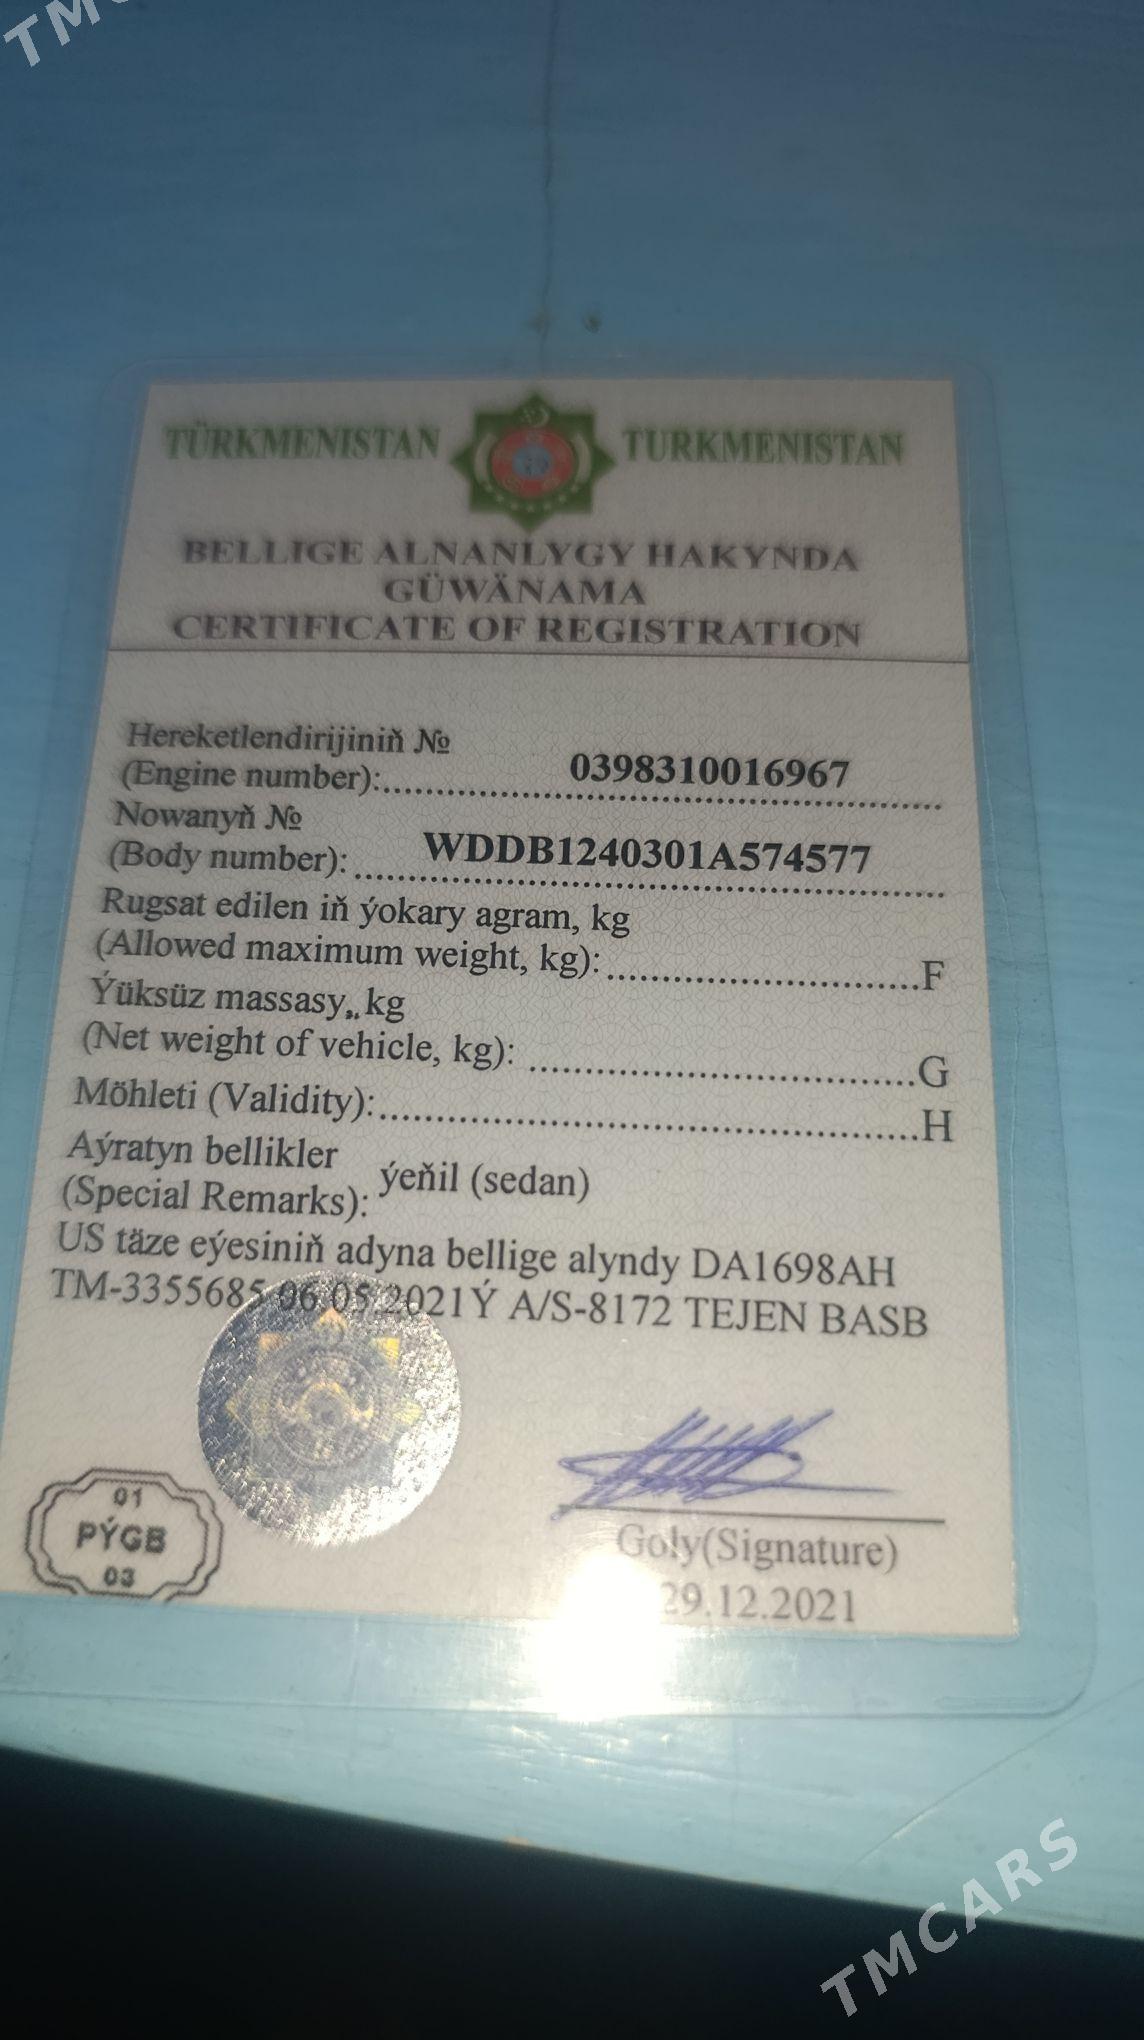 TMC
TÜRKMENISTAN TURKMENISTAN
BELLIGE ALNANLYGY HAKYNDA
GÜWÄNAMA
CERTIFICATE OF REGISTRATION
Hereketlendirijiniň №
(Engine number):..........0398310016967
Nowanyň №
(Body number):..........WDDB1240301A574577
Rugsat edilen iň ýokary agram, kg
(Allowed maximum weight, kg):..........F
Ýüksüz massasy,, kg
(Net weight of vehicle, kg):..........G
Möhleti (Validity):..........H
Aýratyn bellikler
(Special Remarks): ýeňil (sedan)
US täze eýesiniň adyna bellige alyndy DA1698AH
TM-3355685 06.05.2021Ý A/S-8172 TEJEN BASB
01
PÝGB
03
Goly(Signature)
29.12.2021
TMCARS